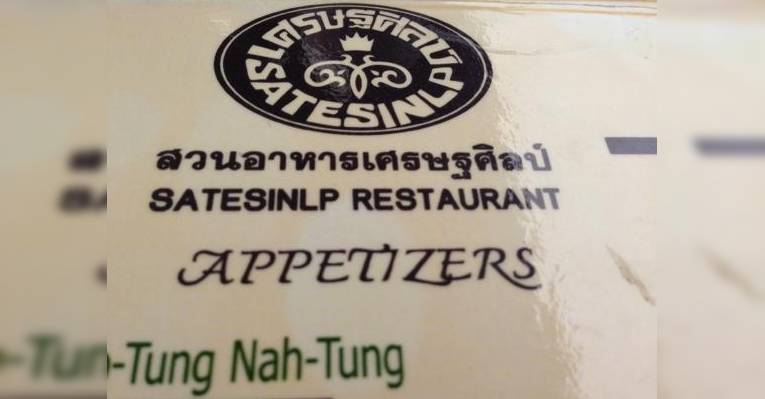 เศรษฐศิลป์
SATESINLP
สวนอาหารเศรษฐศิลป์
SATESINLP RESTAURANT
APPETIZERS
-Tung Nah-Tung